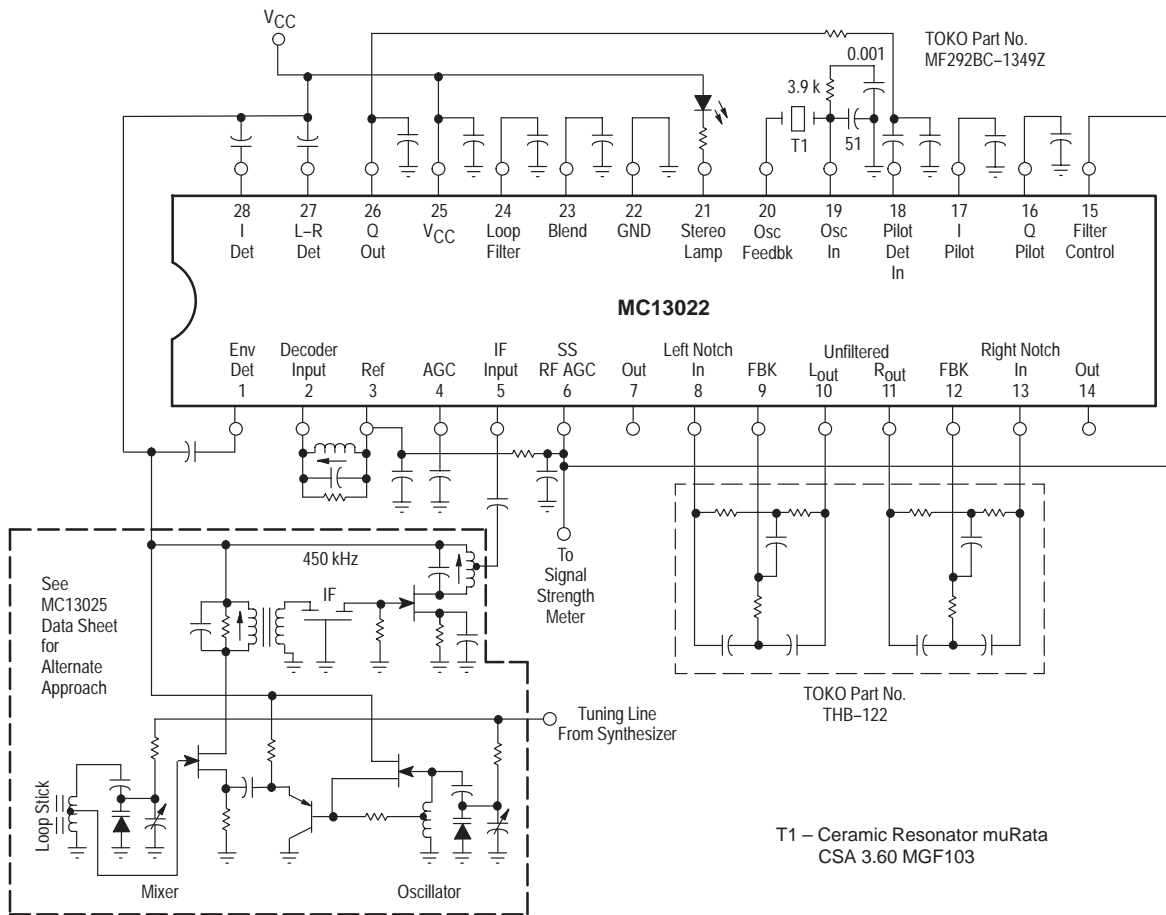 VCC
TOKO Part No.
MF292BC–1349Z
0.001
3.9 k
T1
51
28
I
Det
27
L–R
Det
26
Q
Out
25
VCC
24
Loop
Filter
23
Blend
22
GND
21
Stereo
Lamp
20
Osc
Feedbk
19
Osc
In
18
Pilot
Det
In
17
I
Pilot
16
Q
Pilot
15
Filter
Control
MC13022
Env
Det
1
Decoder
Input
2
Ref
3
AGC
4
IF
Input
5
SS
RF AGC
6
Out
7
Left Notch
In
8
FBK
9
Unfiltered
Lout
10
Rout
11
FBK
12
Right Notch
In
13
Out
14
See
MC13025
Data Sheet
for
Alternate
Approach
450 kHz
IF
To
Signal
Strength
Meter
TOKO Part No.
THB–122
Tuning Line
From Synthesizer
Loop Stick
Mixer
Oscillator
T1 – Ceramic Resonator muRata
CSA 3.60 MGF103